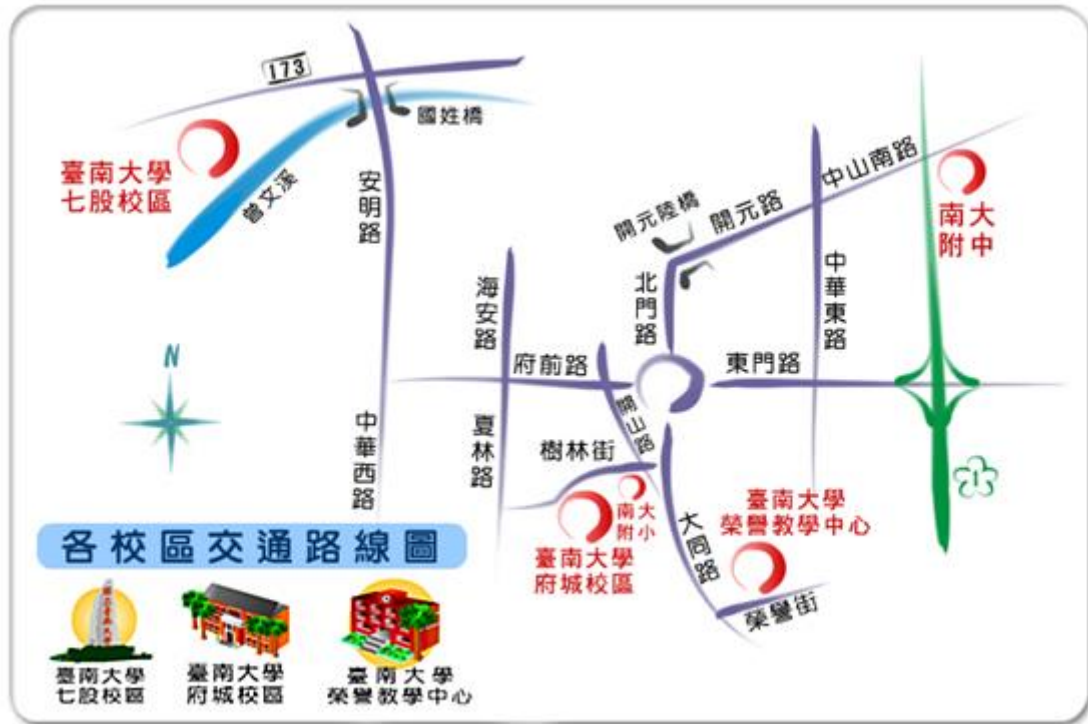 173
國姓橋
臺南大學
七股校區
曾文溪
安明路
中山南路
開元路
開元陸橋
南大
附中
北門路
中華東路
海安路
府前路
東門路
N
開山路
中華西路
夏林路
樹林街
1
南大
附小
臺南大學
榮譽教學中心
臺南大學
府城校區
大同路
榮譽街
各校區交通路線圖
臺南大學
七股校區
臺南大學
府城校區
臺南大學
榮譽教學中心